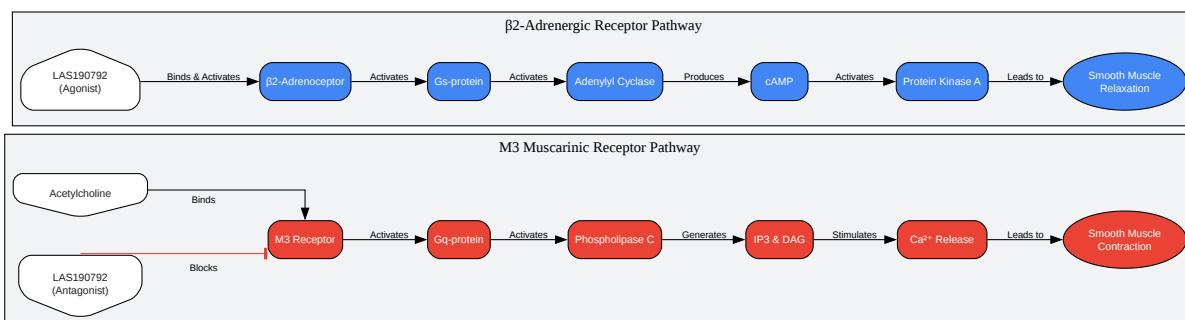 β2-Adrenergic Receptor Pathway
LAS190792
(Agonist)
Binds & Activates
β2-Adrenoceptor
Activates
Gs-protein
Activates
Adenylyl Cyclase
Produces
cAMP
Activates
Protein Kinase A
Leads to
Smooth Muscle
Relaxation
M3 Muscarinic Receptor Pathway
Acetylcholine
Binds
LAS190792
(Antagonist)
Blocks
M3 Receptor
Activates
Gq-protein
Activates
Phospholipase C
Generates
IP3 & DAG
Stimulates
Ca²⁺ Release
Leads to
Smooth Muscle
Contraction